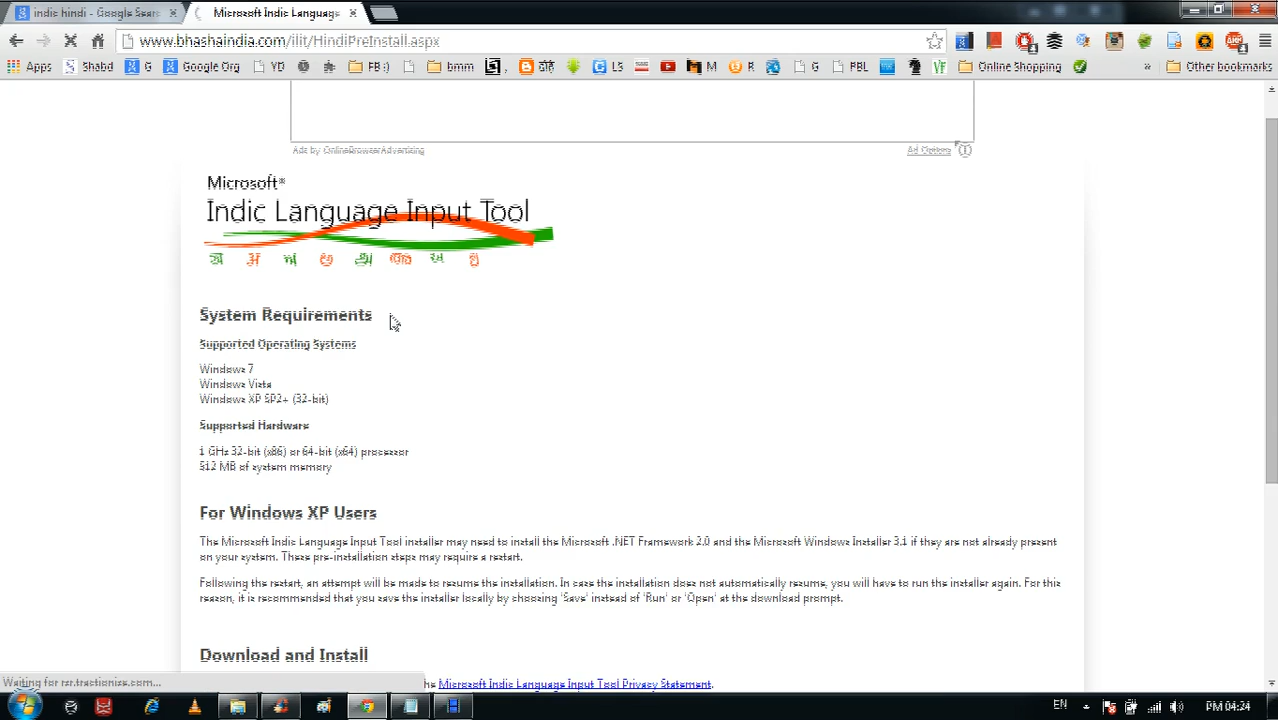 indic hindi - Google Sear
Microsoft Indic Language
www.bhashaindia.com/ilit/HindiPreInstall.aspx
Apps Shabd G Google Org YO FB :) bmm G LS M R G FBL Online Shopping » Other bookmarks
Ads by OnlineBrowserAdvertising
Ad Options
Microsoft®
Indic Language Input Tool
System Requirements
Supported Operating Systems
Windows 7
Windows Vista
Windows XP SP2+ (32-bit)
Supported Hardware
1 GHz 32-bit (x86) or 64-bit (x64) processor
512 MB of system memory
For Windows XP Users
The Microsoft Indic Language Input Tool installer may need to install the Microsoft .NET Framework 2.0 and the Microsoft Windows Installer 3.1 if they are not already present
on your system. These pre-installation steps may require a restart.
Following the restart, an attempt will be made to resume the installation. In case the installation does not automatically resume, you will have to run the installer again. For this
reason, it is recommended that you save the installer locally by choosing 'Save' instead of 'Run' or 'Open' at the download prompt.
Download and Install
he Microsoft Indic Language Input Tool Privacy Statement.
EN PM 04:24